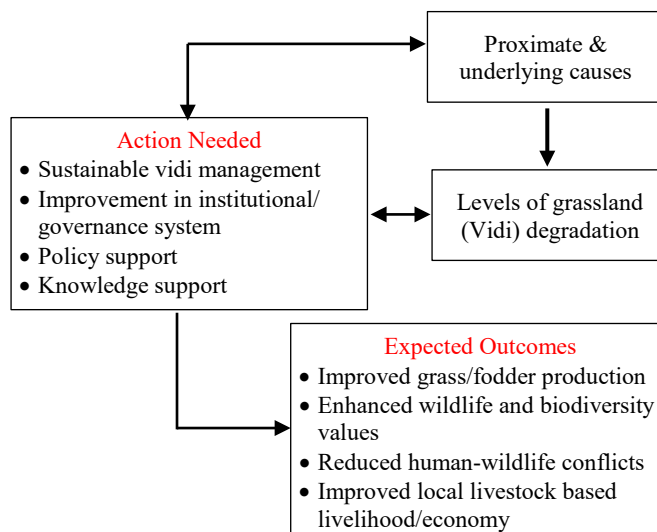 Proximate &
underlying causes
Action Needed
• Sustainable vidi management
• Improvement in institutional/
governance system
• Policy support
• Knowledge support
Levels of grassland
(Vidi) degradation
Expected Outcomes
• Improved grass/fodder production
• Enhanced wildlife and biodiversity
values
• Reduced human-wildlife conflicts
• Improved local livestock based
livelihood/economy